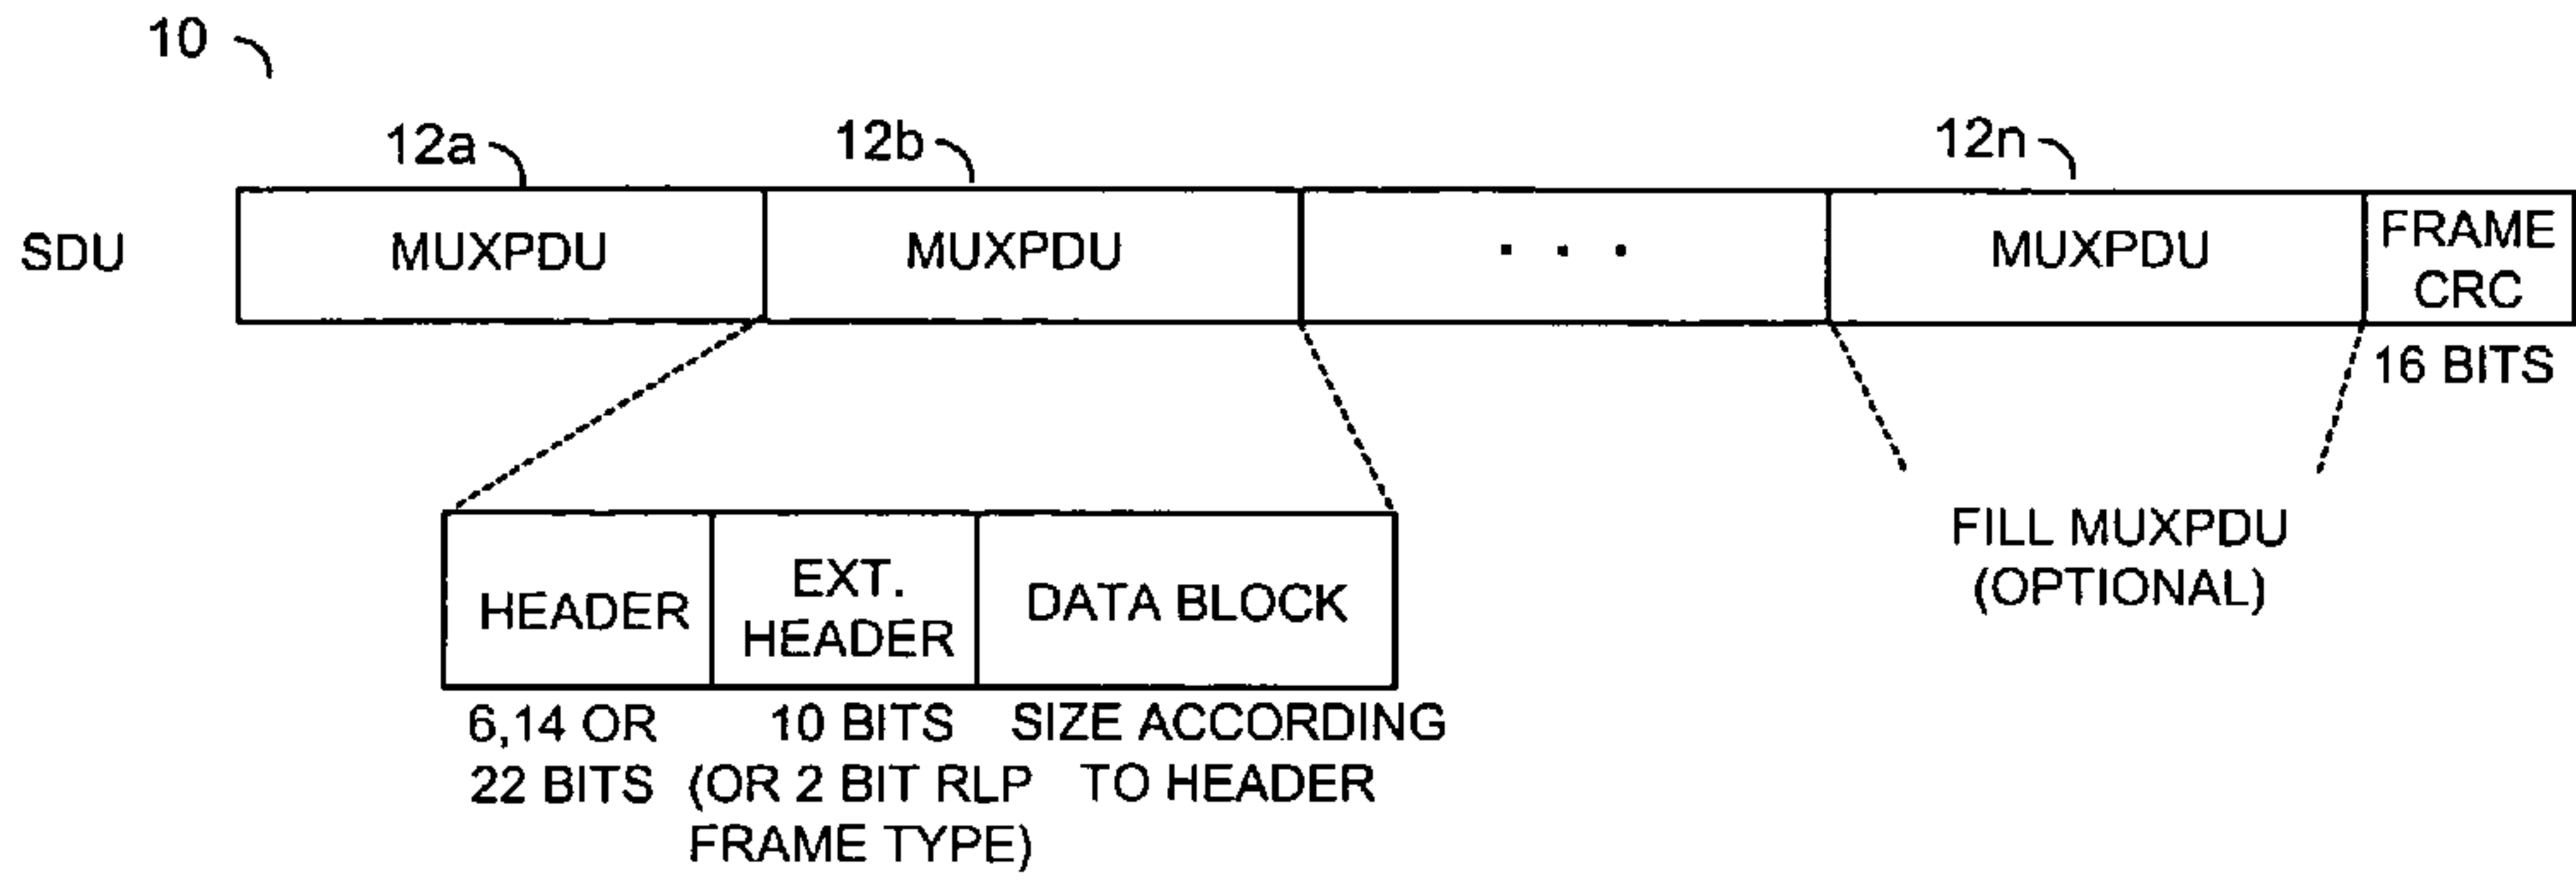 10
12a
12b
12n
SDU
MUXPDU
MUXPDU
. . .
MUXPDU
FRAME
CRC
16 BITS
HEADER
EXT.
HEADER
DATA BLOCK
FILL MUXPDU
(OPTIONAL)
6,14 OR
22 BITS
10 BITS
(OR 2 BIT RLP
FRAME TYPE)
SIZE ACCORDING
TO HEADER